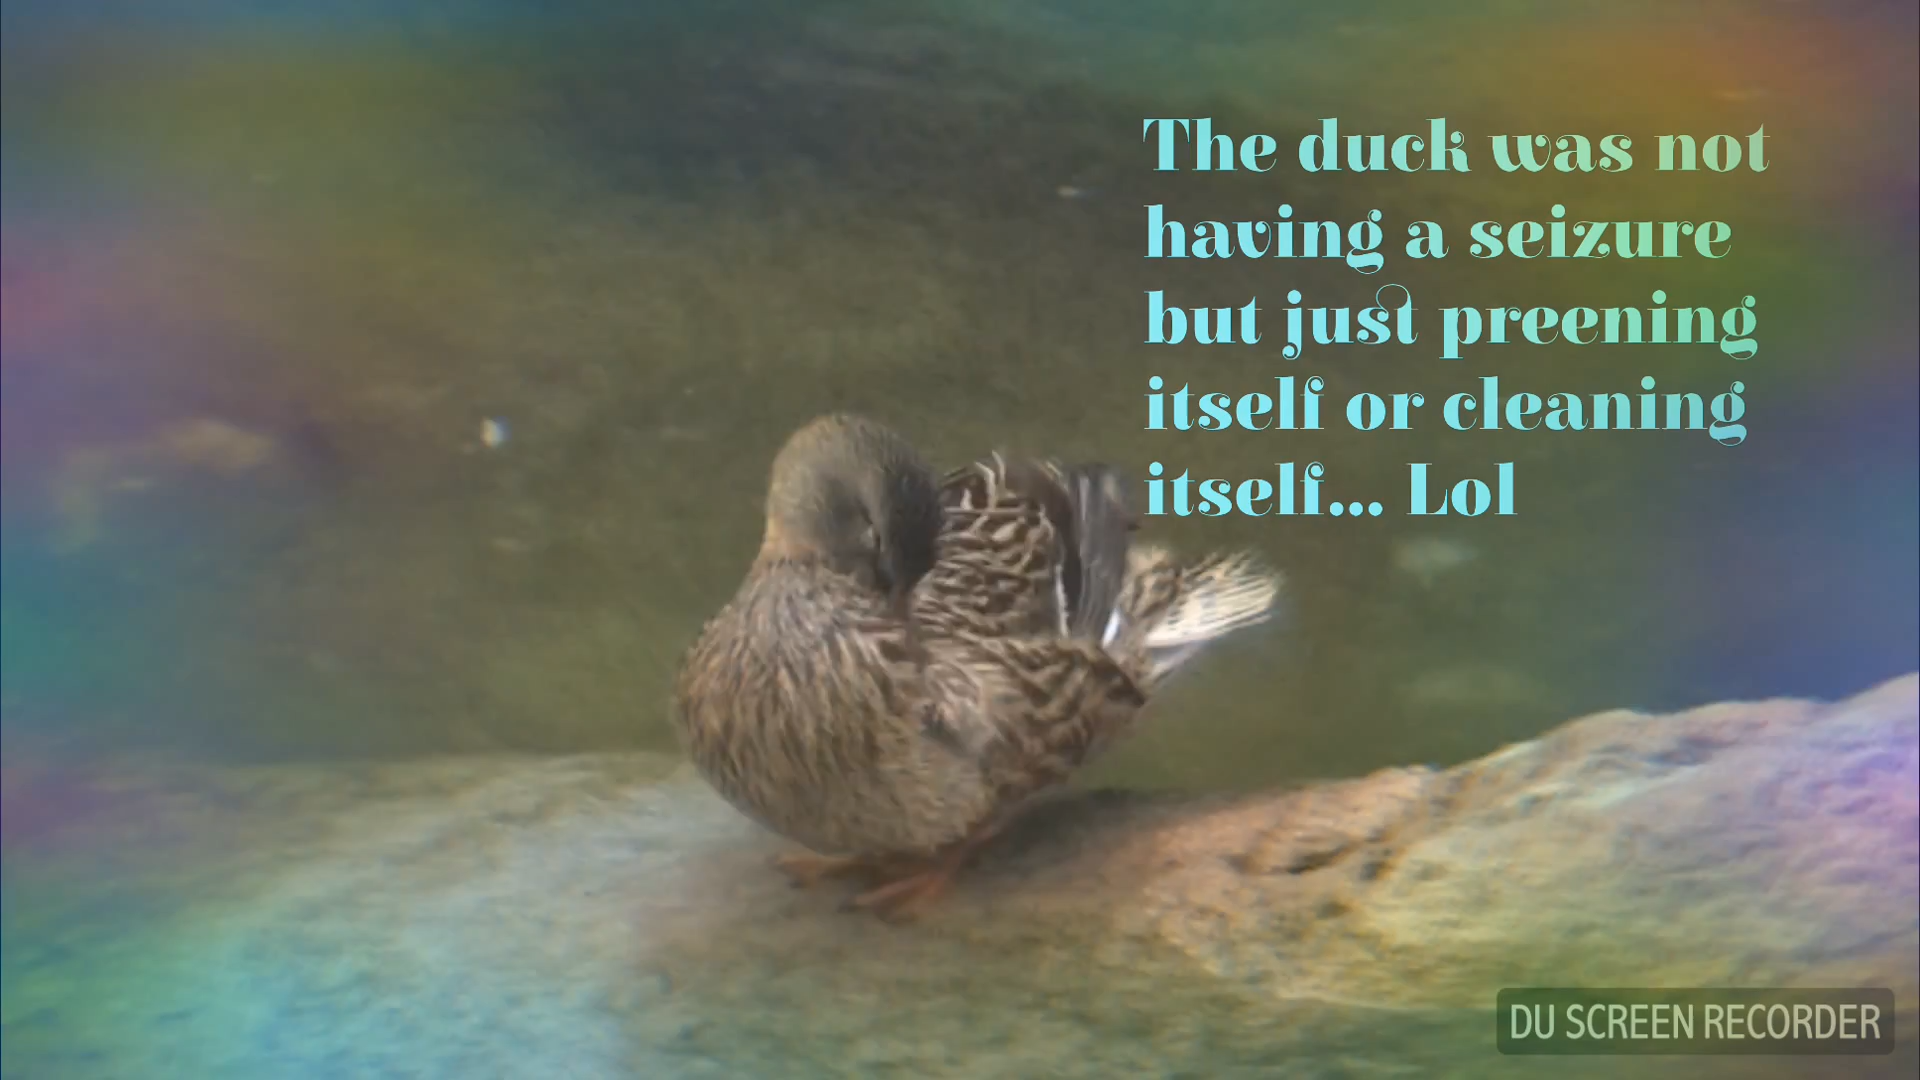 The duck was not
having a seizure
but just preening
itself or cleaning
itself... Lol
DU SCREEN RECORDER